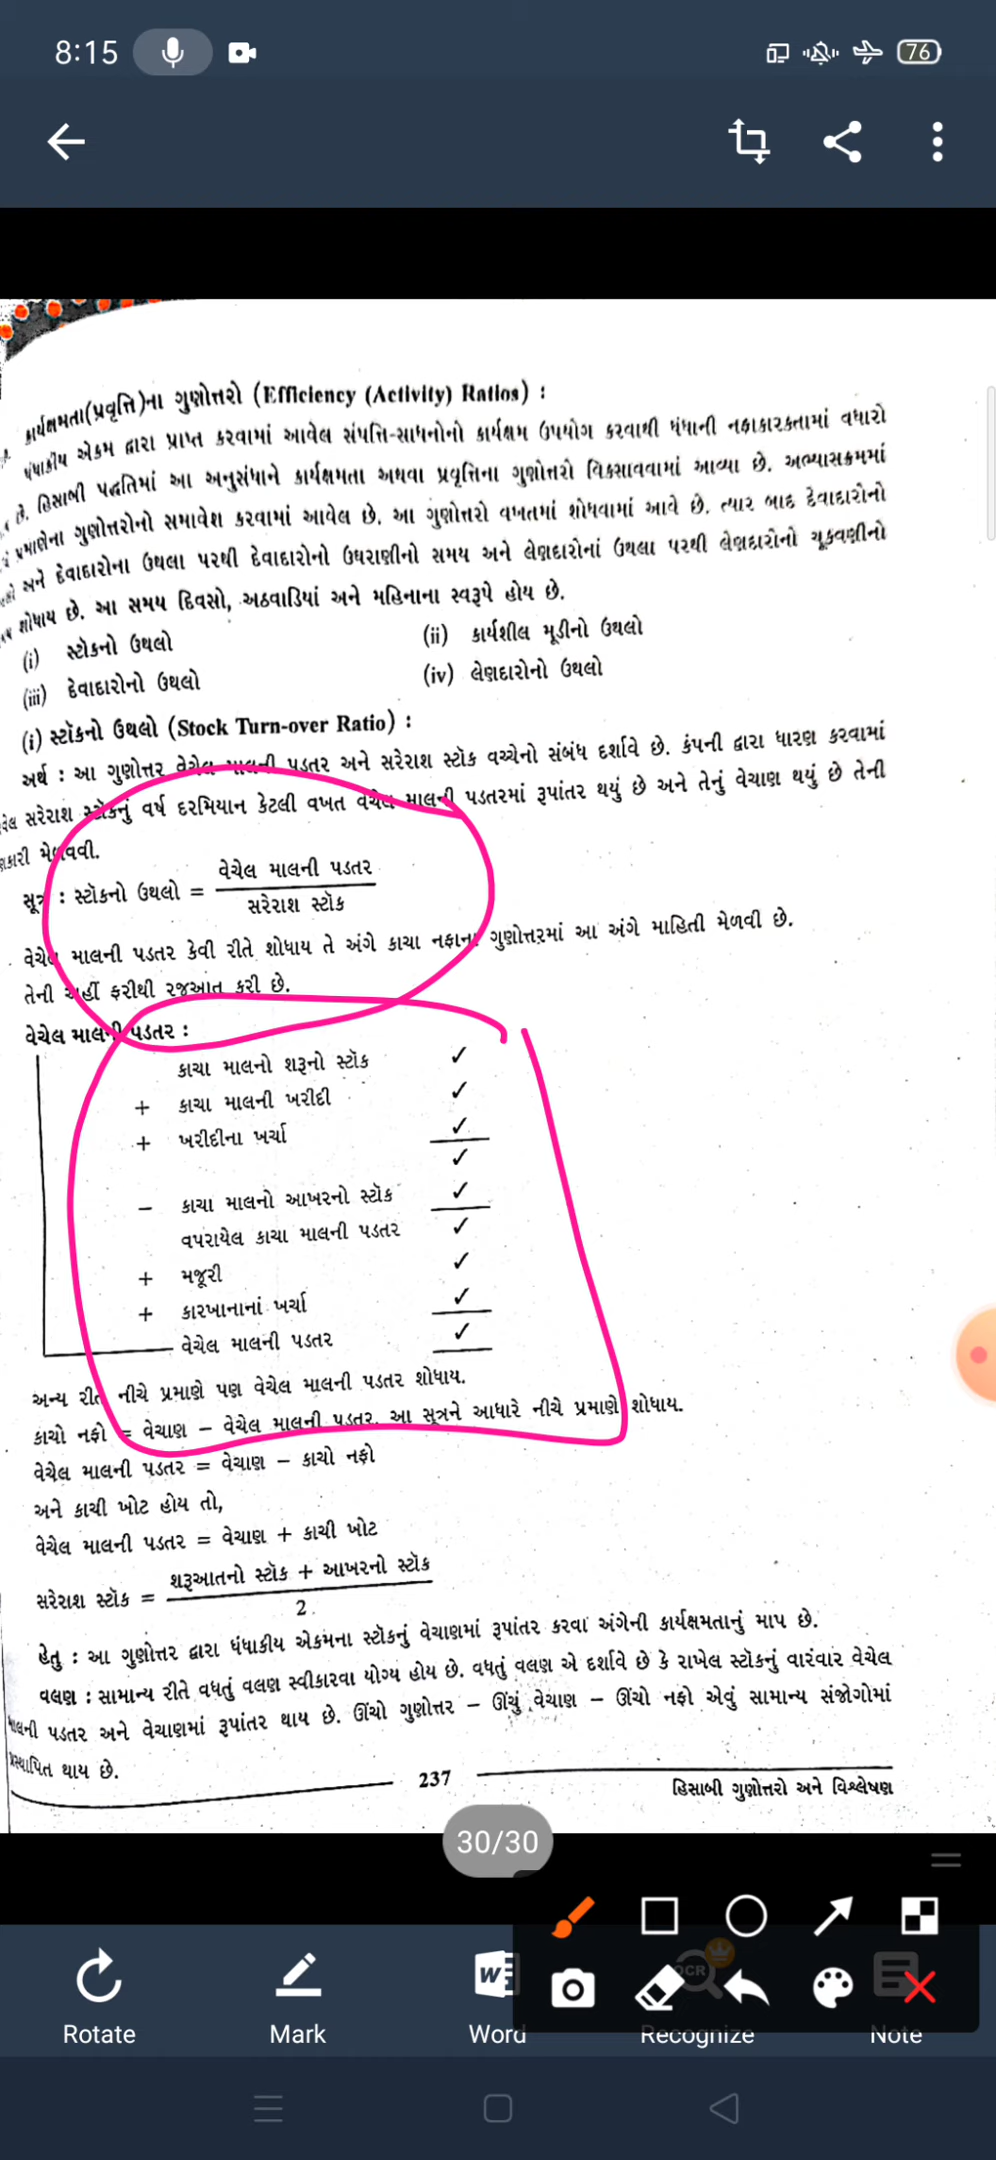 8:15
76
કાર્યક્ષમતા(પ્રવૃત્તિ)ના ગુણોત્તરો (Efficiency (Activity) Ratios) :
ધંધાકીય એકમ દ્વારા પ્રાપ્ત કરવામાં આવેલ સંપત્તિ-સાધનોનો કાર્યક્ષમ ઉપયોગ કરવાથી ધંધાની નફાકારકતામાં વધારો
છે. હિસાબી પદ્ધતિમાં આ અનુસંધાને કાર્યક્ષમતા અથવા પ્રવૃત્તિના ગુણોત્તરો વિકસાવવામાં આવ્યા છે. અભ્યાસક્રમમાં
પ્રમાણેના ગુણોત્તરોનો સમાવેશ કરવામાં આવેલ છે. આ ગુણોત્તરો વખતમાં શોધવામાં આવે છે. ત્યાર બાદ દેવાદારોનો
અને દેવાદારોના ઉથલા પરથી દેવાદારોનો ઉઘરાણીનો સમય અને લેણદારોનાં ઉથલા પરથી લેણદારોનો ચૂકવણીનો
શોધાય છે. આ સમય દિવસો, અઠવાડિયાં અને મહિનાના સ્વરૂપે હોય છે.
(i) સ્ટૉકનો ઉથલો (ii) કાર્યશીલ મૂડીનો ઉથલો
(iii) દેવાદારોનો ઉથલો (iv) લેણદારોનો ઉથલો
(i) સ્ટૉકનો ઉથલો (Stock Turn-over Ratio) :
અર્થ : આ ગુણોત્તર વેચેલ માલની પડતર અને સરેરાશ સ્ટૉક વચ્ચેનો સંબંધ દર્શાવે છે. કંપની દ્વારા ધારણ કરવામાં
સરેરાશ સ્ટૉકનું વર્ષ દરમિયાન કેટલી વખત વેચેલ માલની પડતરમાં રૂપાંતર થયું છે અને તેનું વેચાણ થયું છે તેની
મેળવવી.
સૂત્ર : સ્ટૉકનો ઉથલો = વેચેલ માલની પડતર
સરેરાશ સ્ટૉક
વેચેલ માલની પડતર કેવી રીતે શોધાય તે અંગે કાચા નફાના ગુણોત્તરમાં આ અંગે માહિતી મેળવી છે.
તેની અહીં ફરીથી રજૂઆત કરી છે.
વેચેલ માલની પડતર :
કાચા માલનો શરૂનો સ્ટૉક ✓
+ કાચા માલની ખરીદી ✓
+ ખરીદીના ખર્ચા ✓
✓
– કાચા માલનો આખરનો સ્ટૉક ✓
વપરાયેલ કાચા માલની પડતર ✓
+ મજૂરી ✓
+ કારખાનાનાં ખર્ચા ✓
વેચેલ માલની પડતર ✓
અન્ય રીતે નીચે પ્રમાણે પણ વેચેલ માલની પડતર શોધાય.
કાચો નફો = વેચાણ – વેચેલ માલની પડતર. આ સૂત્રને આધારે નીચે પ્રમાણે શોધાય.
વેચેલ માલની પડતર = વેચાણ – કાચો નફો
અને કાચી ખોટ હોય તો,
વેચેલ માલની પડતર = વેચાણ + કાચી ખોટ
સરેરાશ સ્ટૉક = શરૂઆતનો સ્ટૉક + આખરનો સ્ટૉક
2
હેતુ : આ ગુણોત્તર દ્વારા ધંધાકીય એકમના સ્ટૉકનું વેચાણમાં રૂપાંતર કરવા અંગેની કાર્યક્ષમતાનું માપ છે.
વલણ : સામાન્ય રીતે વધતું વલણ સ્વીકારવા યોગ્ય હોય છે. વધતું વલણ એ દર્શાવે છે કે રાખેલ સ્ટૉકનું વારંવાર વેચેલ
માલની પડતર અને વેચાણમાં રૂપાંતર થાય છે. ઊંચો ગુણોત્તર – ઊંચું વેચાણ – ઊંચો નફો એવું સામાન્ય સંજોગોમાં
પ્રસ્થાપિત થાય છે.
237
હિસાબી ગુણોત્તરો અને વિશ્લેષણ
30/30
W
OCR
Rotate Mark Word Recognize Note